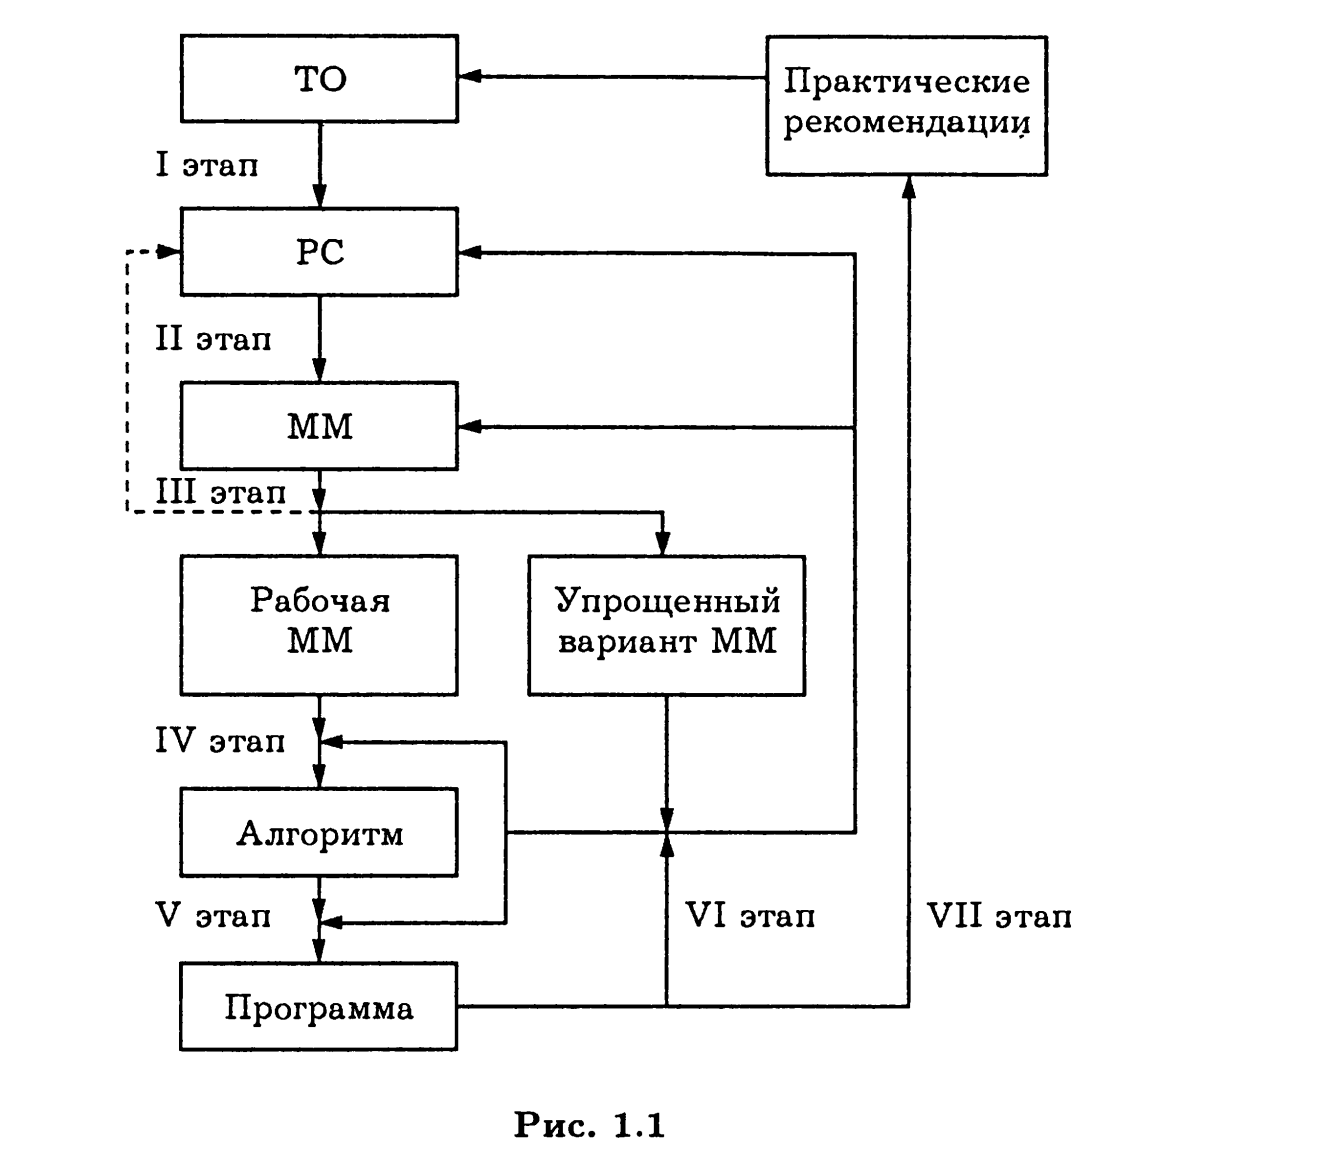 ТО
Практические
рекомендации
I этап
РС
II этап
ММ
III этап
Рабочая
ММ
Упрощенный
вариант ММ
IV этап
Алгоритм
V этап
VI этап
VII этап
Программа
Рис. 1.1